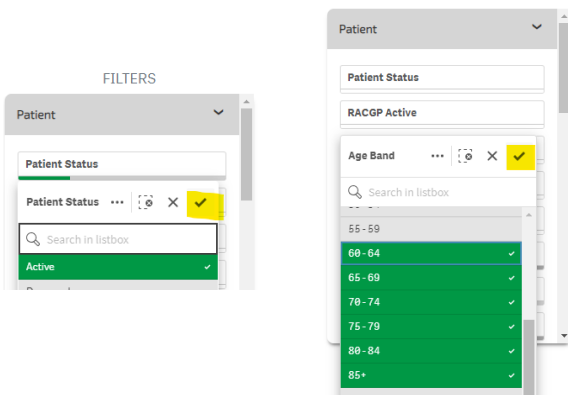 FILTERS
Patient
Patient Status
Patient Status
Search in listbox
Active
Patient
Patient Status
RACGP Active
Age Band
Search in listbox
55-59
60-64
65-69
70-74
75-79
80-84
85+